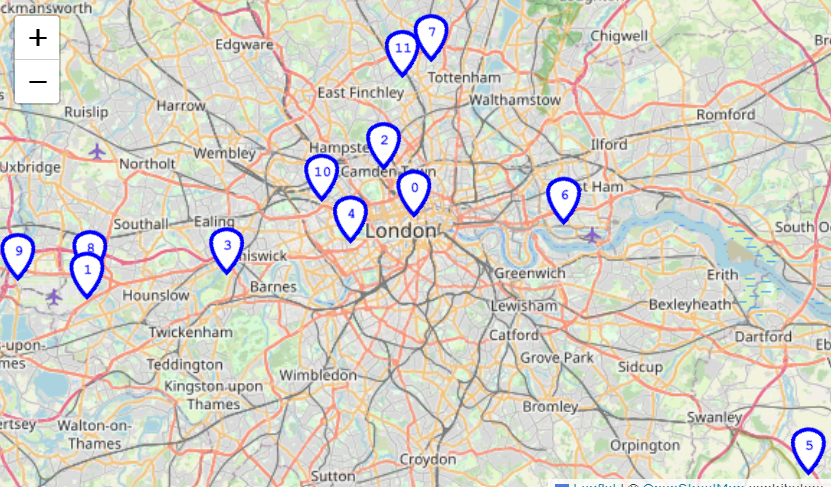 ckmansworth
Edgware
Chigwell
7
11
+
−
East Finchley
Tottenham
Walthamstow
Romford
Ruislip
Harrow
Uxbridge
Northolt
Wembley
Hampste
2
Camden Town
Ilford
10
0
6
st Ham
4
London
Southall
Ealing
3
hiswick
South O
9
8
1
Hounslow
Barnes
Greenwich
Erith
Lewisham
Bexleyheath
Twickenham
Catford
Dartford
-upon-
mes
Teddington
Kingston upon
Thames
Wimbledon
Grove Park
Sidcup
Bromley
Swanley
ertsey
Walton-on-
Thames
Orpington
5
Croydon
Sutton